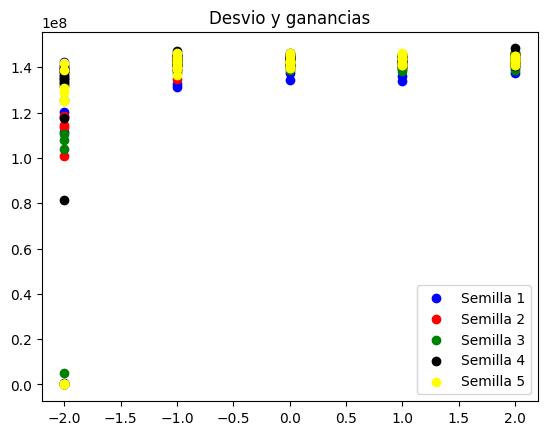 Desvio y ganancias
1e8
1.4
1.2
1.0
0.8
0.6
0.4
0.2
0.0
Semilla 1
Semilla 2
Semilla 3
Semilla 4
Semilla 5
-2.0 -1.5 -1.0 -0.5 0.0 0.5 1.0 1.5 2.0